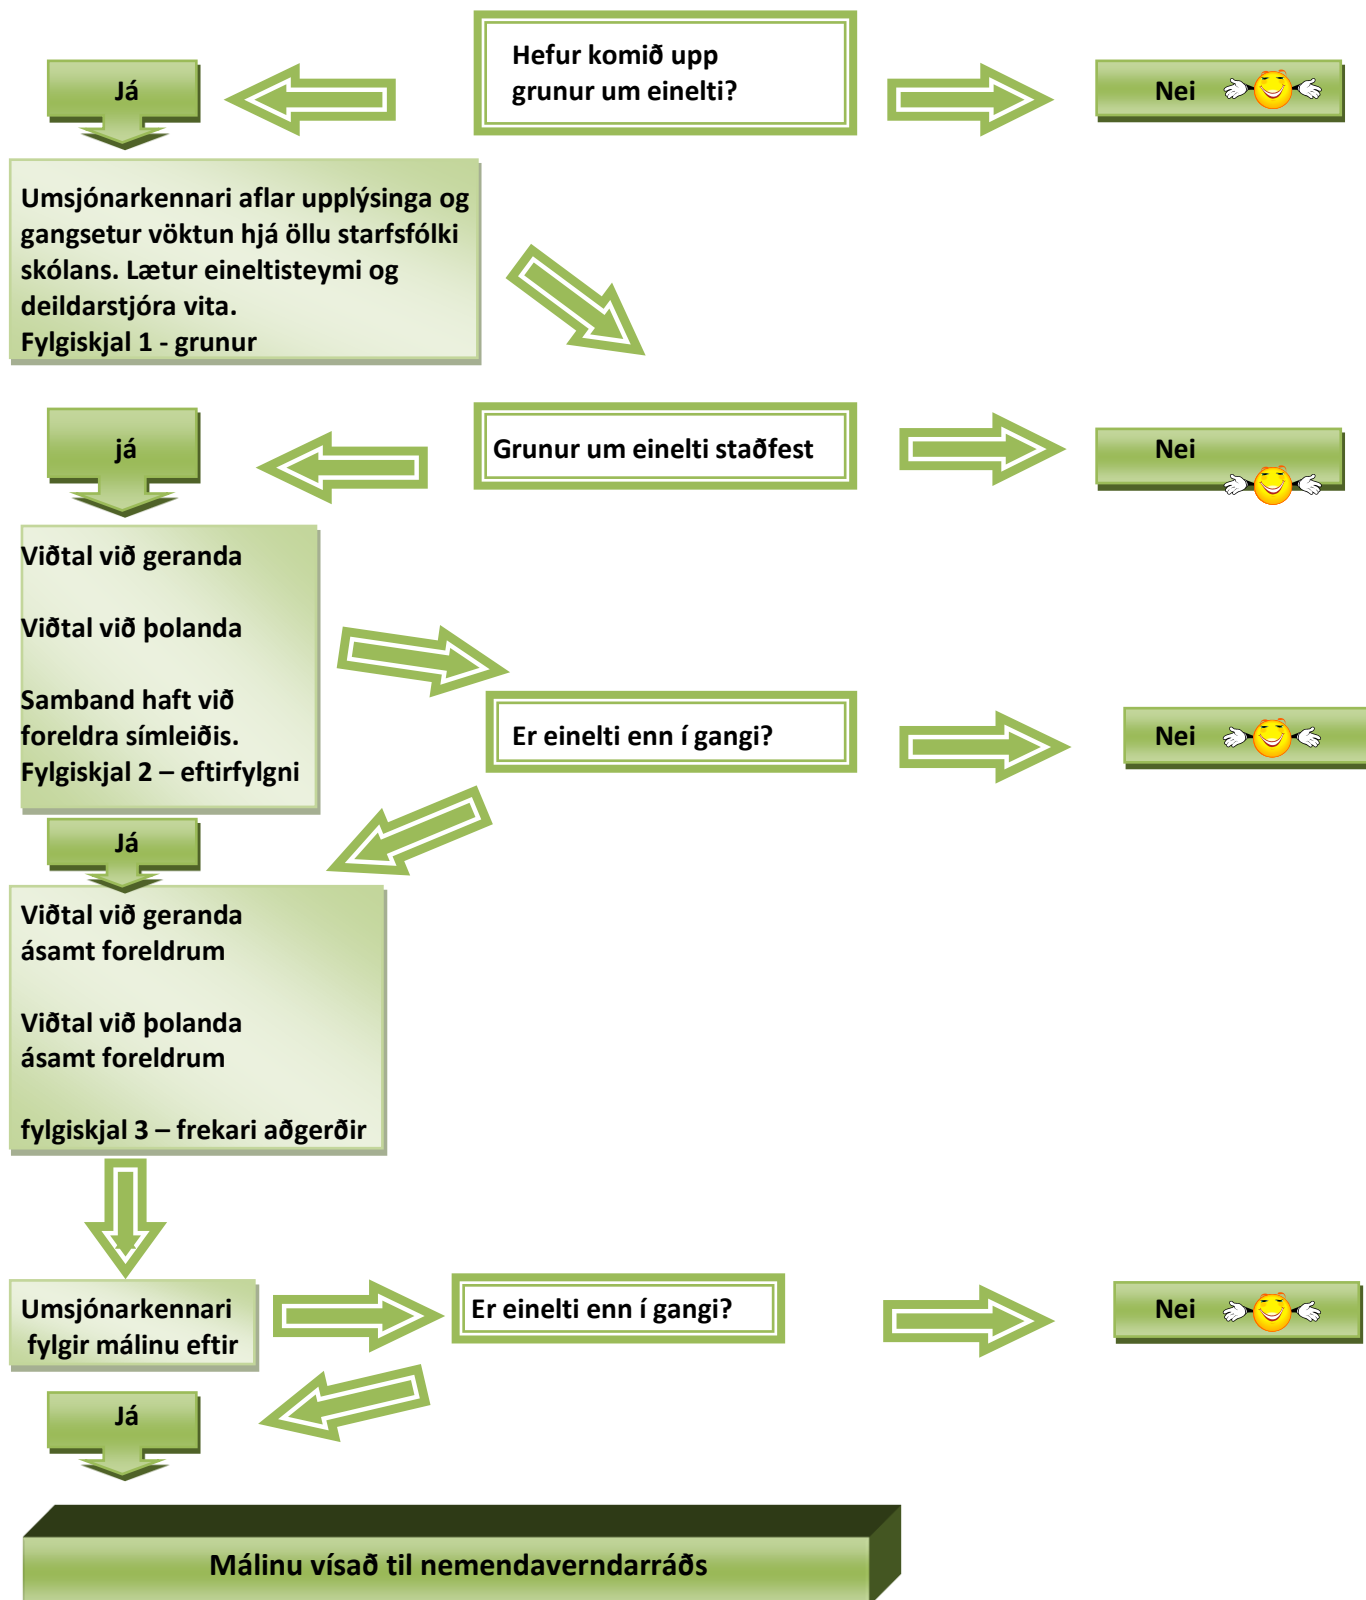 Hefur komið upp
grunur um einelti?
Já
Nei
Umsjónarkennari aflar upplýsinga og
gangsetur vöktun hjá öllu starfsfólki
skólans. Lætur eineltisteymi og
deildarstjóra vita.
Fylgiskjal 1 - grunur
Grunur um einelti staðfest
já
Nei
Viðtal við geranda
Viðtal við þolanda
Samband haft við
foreldra símleiðis.
Fylgiskjal 2 – eftirfylgni
Er einelti enn í gangi?
Nei
Já
Viðtal við geranda
ásamt foreldrum
Viðtal við þolanda
ásamt foreldrum
fylgiskjal 3 – frekari aðgerðir
Umsjónarkennari
fylgir málinu eftir
Er einelti enn í gangi?
Nei
Já
Málinu vísað til nemendaverndarráðs